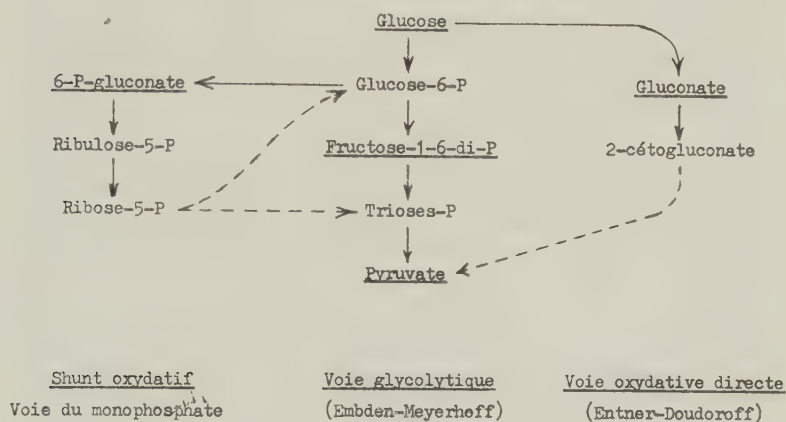 Glucose
6-P-gluconate Glucose-6-P Gluconate
Ribulose-5-P Fructose-1-6-di-P 2-cétogluconate
Ribose-5-P Trioses-P
Pyruvate
Shunt oxydatif Voie glycolytique Voie oxydative directe
Voie du monophosphate (Embden-Meyerhoff) (Entner-Doudoroff)